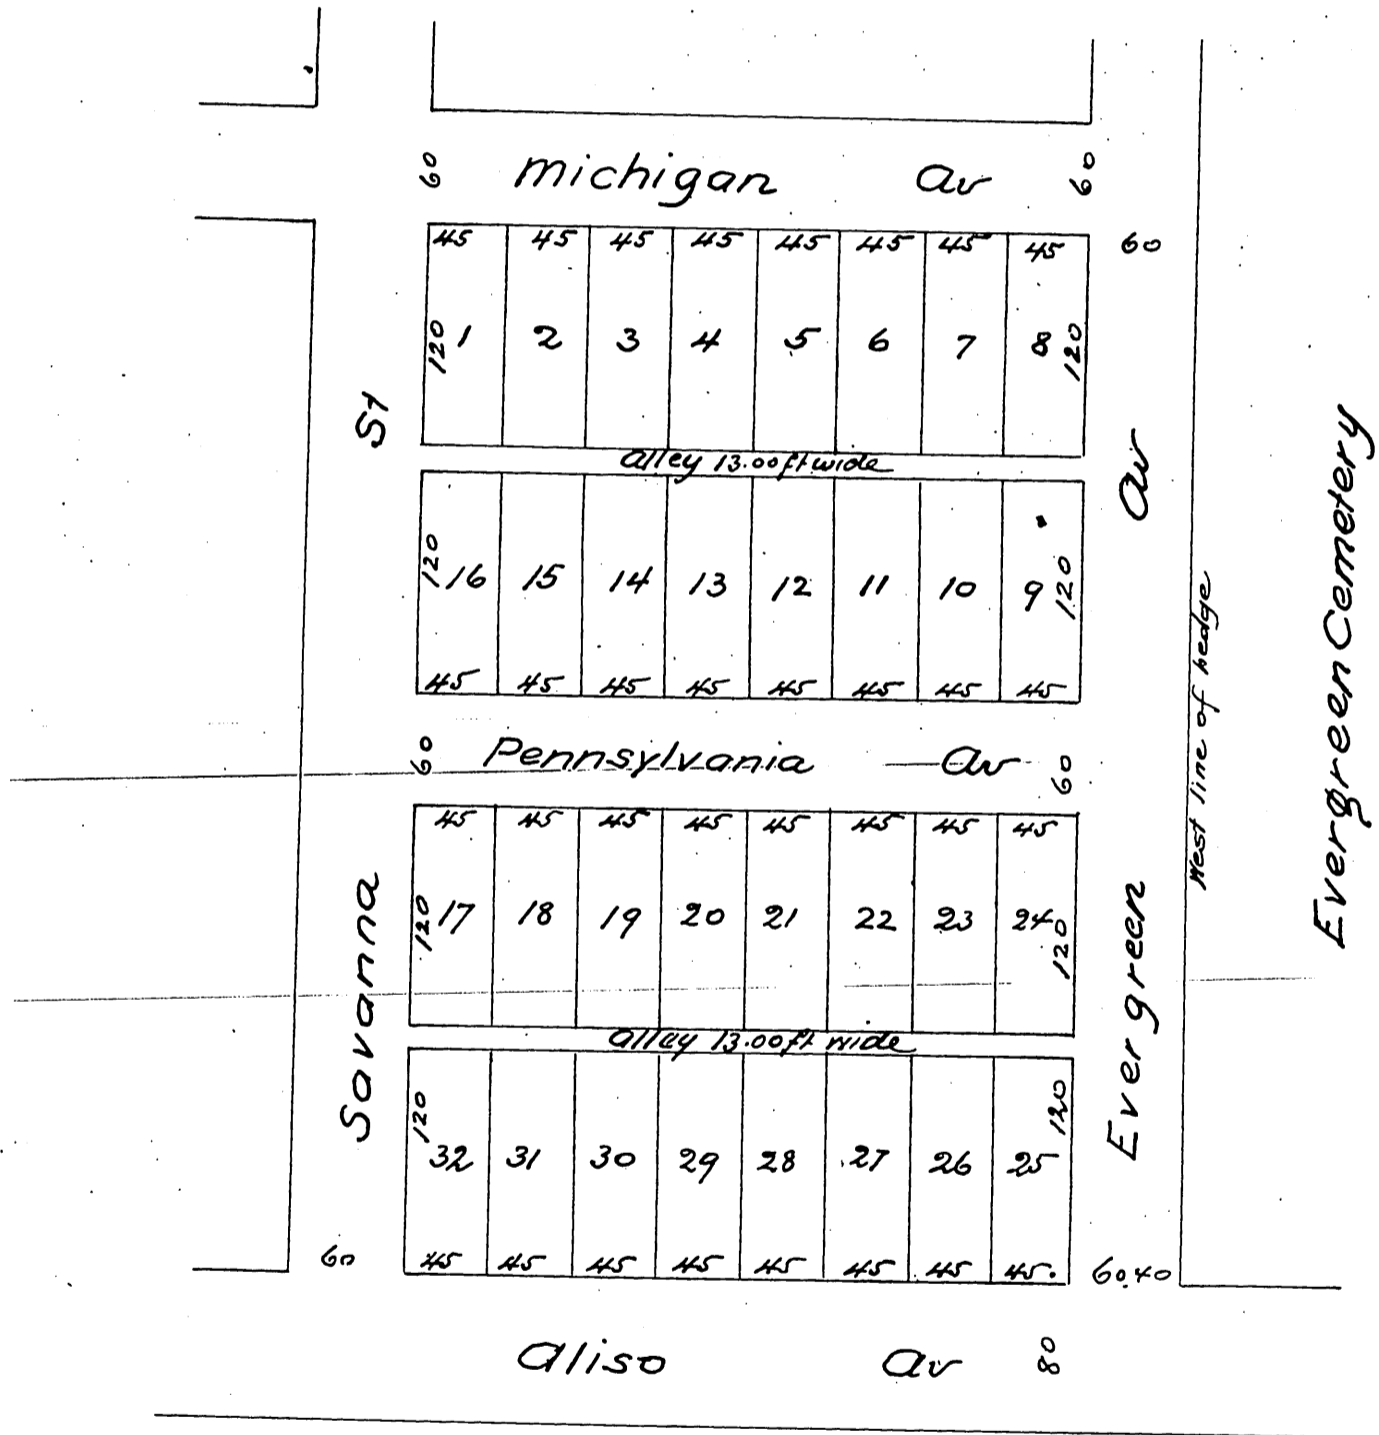 60 Michigan Av 60
45 45 45 45 45 45 45 45 60
120 1 2 3 4 5 6 7 8 120
St
Alley 13.00 ft wide
Av
120 16 15 14 13 12 11 10 9 120
45 45 45 45 45 45 45 45
West line of hedge
Evergreen Cemetery
60 Pennsylvania Av 60
45 45 45 45 45 45 45 45
120 17 18 19 20 21 22 23 24 120
Savanna
Evergreen
Alley 13.00 ft wide
120 32 31 30 29 28 27 26 25 120
60 45 45 45 45 45 45 45 45. 60.40
Aliso Av 80